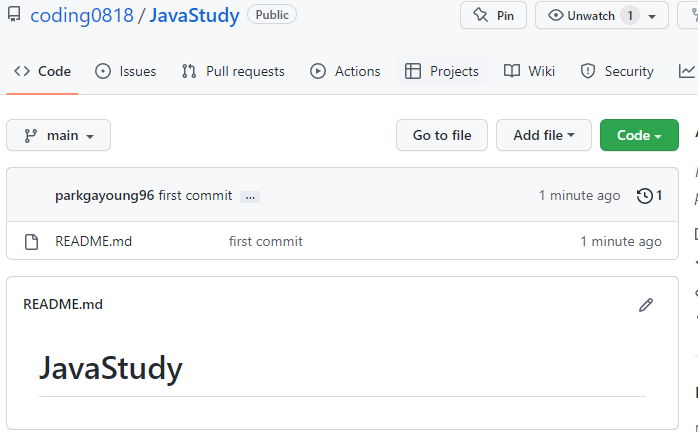 coding0818 / JavaStudy Public Pin Unwatch 1
Code Issues Pull requests Actions Projects Wiki Security
main Go to file Add file Code
parkgayoung96 first commit ... 1 minute ago 1
README.md first commit 1 minute ago
README.md
JavaStudy